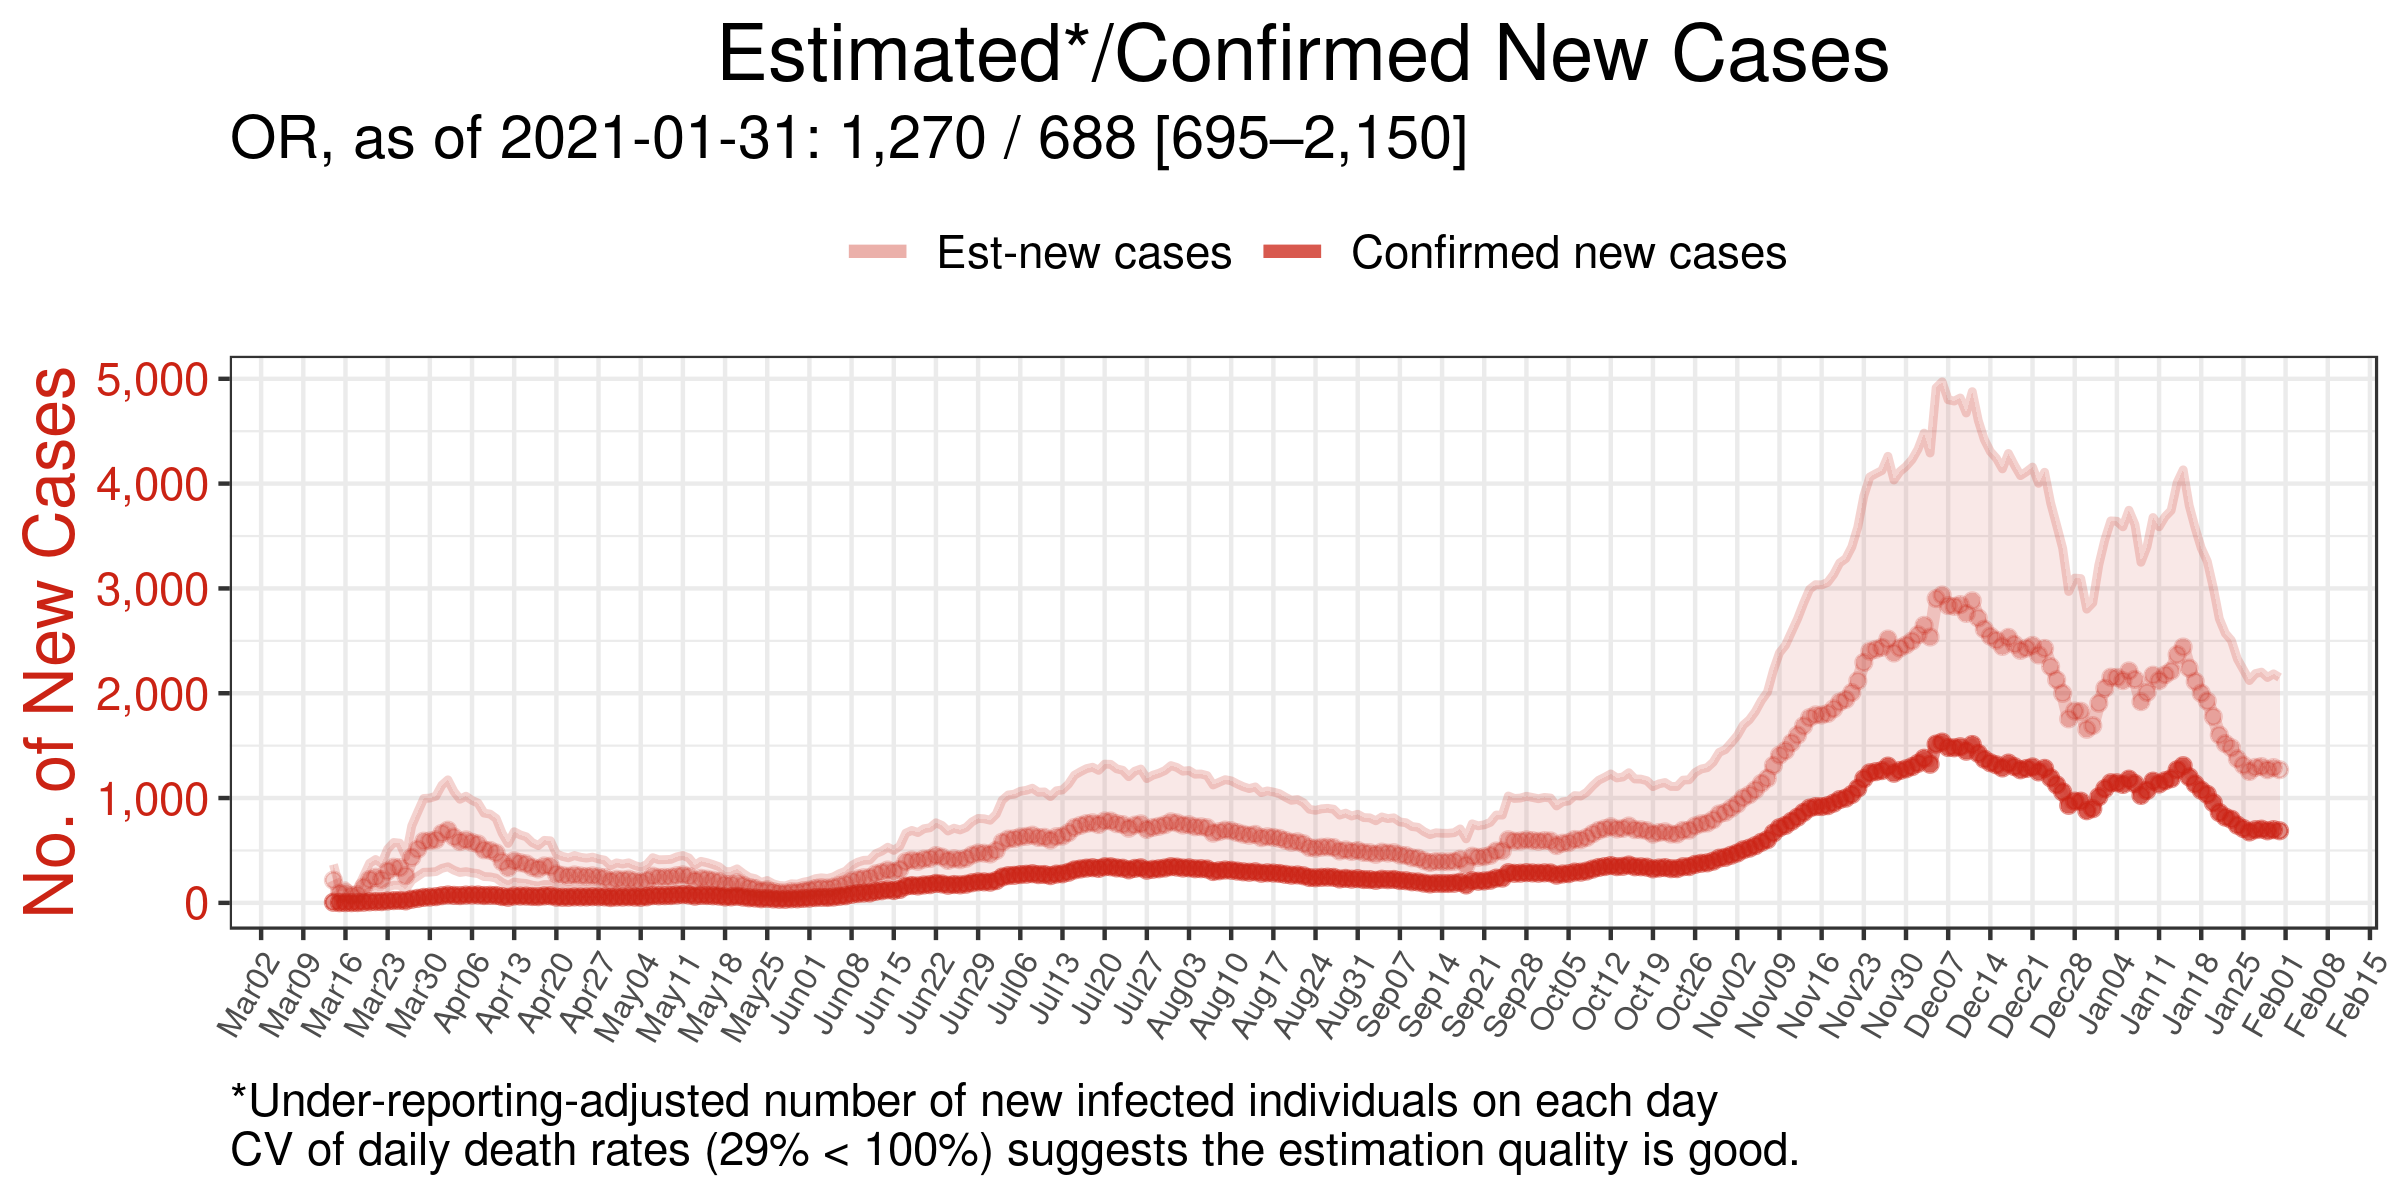 Estimated*/Confirmed New Cases
OR, as of 2021-01-31: 1,270 / 688 [695–2,150]
Est-new cases
Confirmed new cases
No. of New Cases
5,000
4,000
3,000
2,000
1,000
0
Mar02
Mar09
Mar16
Mar23
Mar30
Apr06
Apr13
Apr20
Apr27
May04
May11
May18
May25
Jun01
Jun08
Jun15
Jun22
Jun29
Jul06
Jul13
Jul20
Jul27
Aug03
Aug10
Aug17
Aug24
Aug31
Sep07
Sep14
Sep21
Sep28
Oct05
Oct12
Oct19
Oct26
Nov02
Nov09
Nov16
Nov23
Nov30
Dec07
Dec14
Dec21
Dec28
Jan04
Jan11
Jan18
Jan25
Feb01
Feb08
Feb15
*Under-reporting-adjusted number of new infected individuals on each day
CV of daily death rates (29% < 100%) suggests the estimation quality is good.